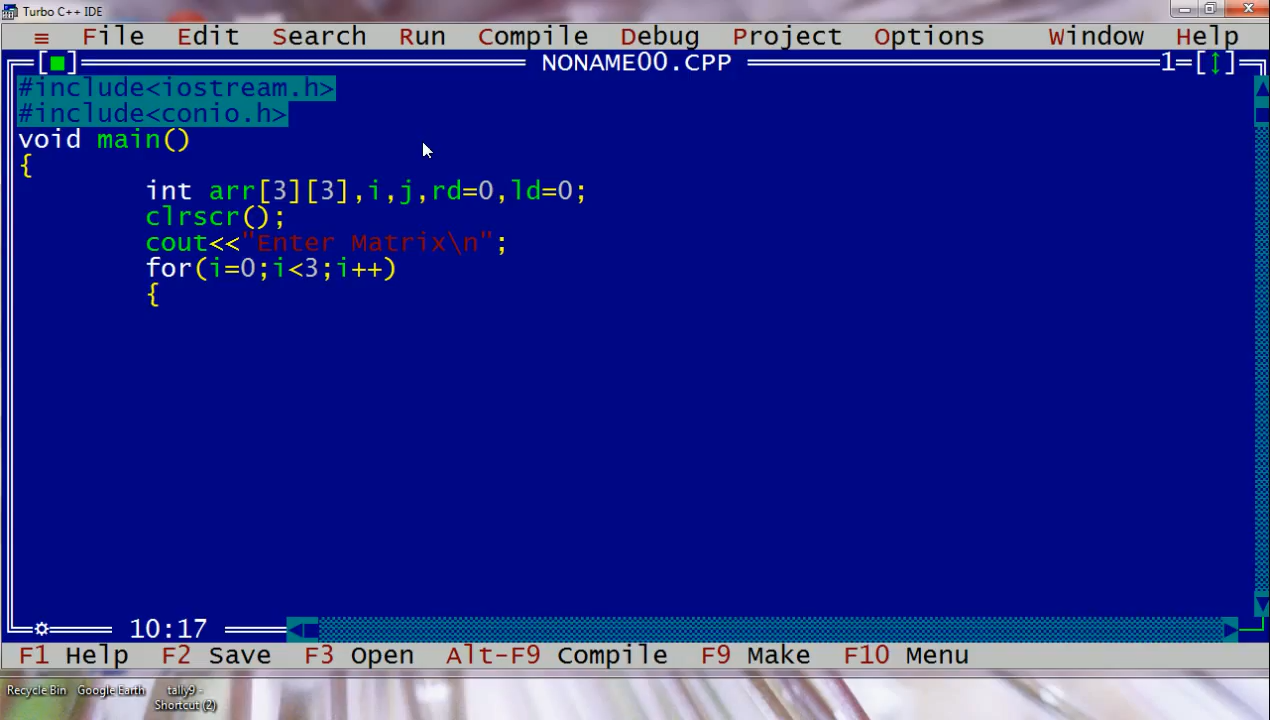 Turbo C++ IDE
≡ File Edit Search Run Compile Debug Project Options Window Help
[■] NONAME00.CPP 1=[↕]
#include<iostream.h>
#include<conio.h>
void main()
{
int arr[3][3],i,j,rd=0,ld=0;
clrscr();
cout<<"Enter Matrix\n";
for(i=0;i<3;i++)
{
10:17
F1 Help F2 Save F3 Open Alt-F9 Compile F9 Make F10 Menu
Recycle Bin Google Earth tally9 -
Shortcut (2)